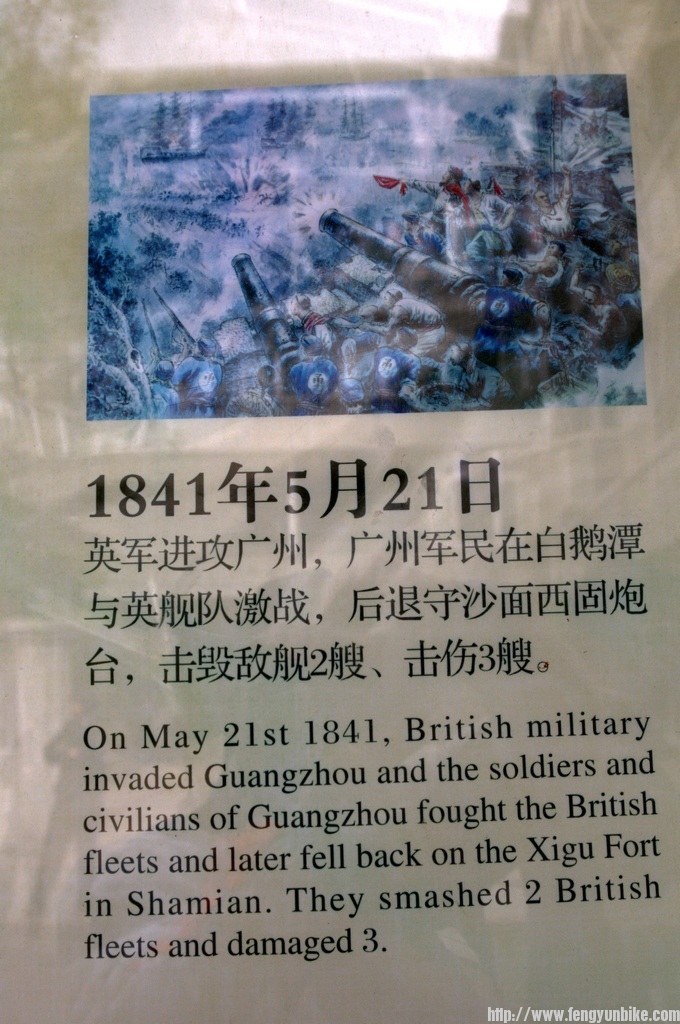 1841年5月21日
英军进攻广州，广州军民在白鹅潭
与英舰队激战，后退守沙面西固炮
台，击毁敌舰2艘、击伤3艘。
On May 21st 1841, British military
invaded Guangzhou and the soldiers and
civilians of Guangzhou fought the British
fleets and later fell back on the Xigu Fort
in Shamian. They smashed 2 British
fleets and damaged 3.
http://www.fengyunbike.com